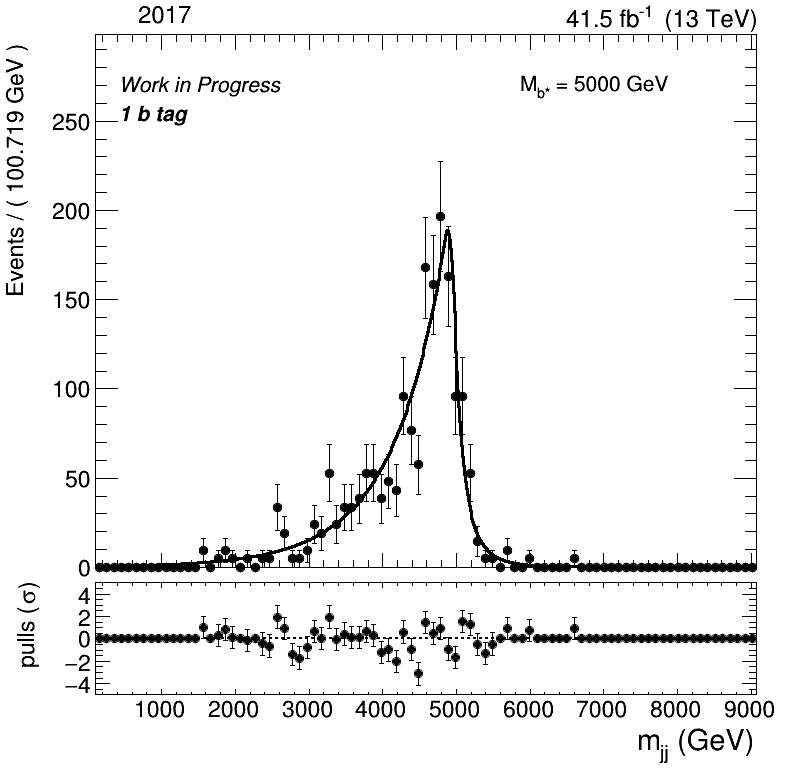 2017 41.5 fb⁻¹ (13 TeV)
Work in Progress
1 b tag
M_b* = 5000 GeV
Events / ( 100.719 GeV )
250
200
150
100
50
0
pulls (σ)
4
2
0
−2
−4
1000 2000 3000 4000 5000 6000 7000 8000 9000
m_jj (GeV)